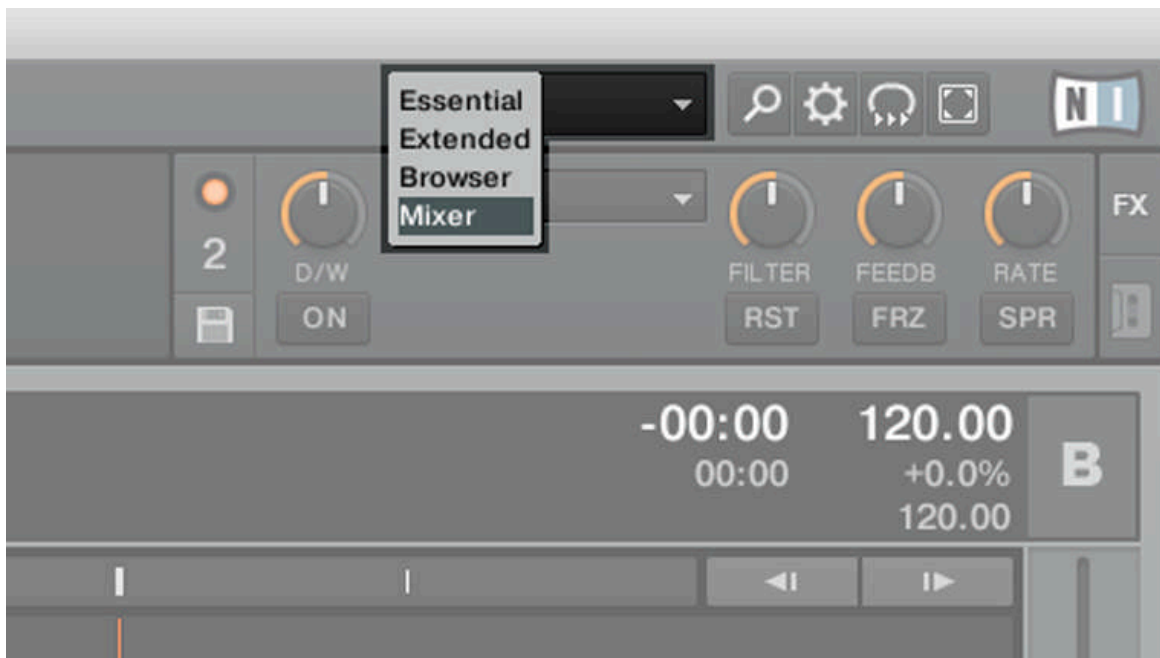 Essential
Extended
Browser
Mixer
N I
FX
2
D/W
FILTER
FEEDB
RATE
ON
RST
FRZ
SPR
-00:00
120.00
B
00:00
+0.0%
120.00